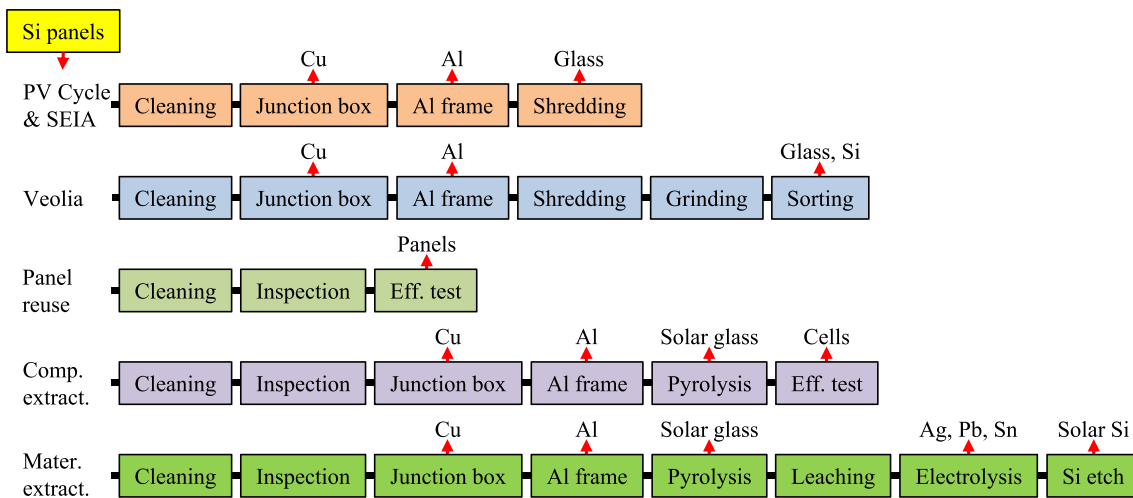 Si panels
Cu Al Glass
PV Cycle
& SEIA
Cleaning Junction box Al frame Shredding
Cu Al Glass, Si
Veolia Cleaning Junction box Al frame Shredding Grinding Sorting
Panels
Panel
reuse
Cleaning Inspection Eff. test
Cu Al Solar glass Cells
Comp.
extract.
Cleaning Inspection Junction box Al frame Pyrolysis Eff. test
Cu Al Solar glass Ag, Pb, Sn Solar Si
Mater.
extract.
Cleaning Inspection Junction box Al frame Pyrolysis Leaching Electrolysis Si etch